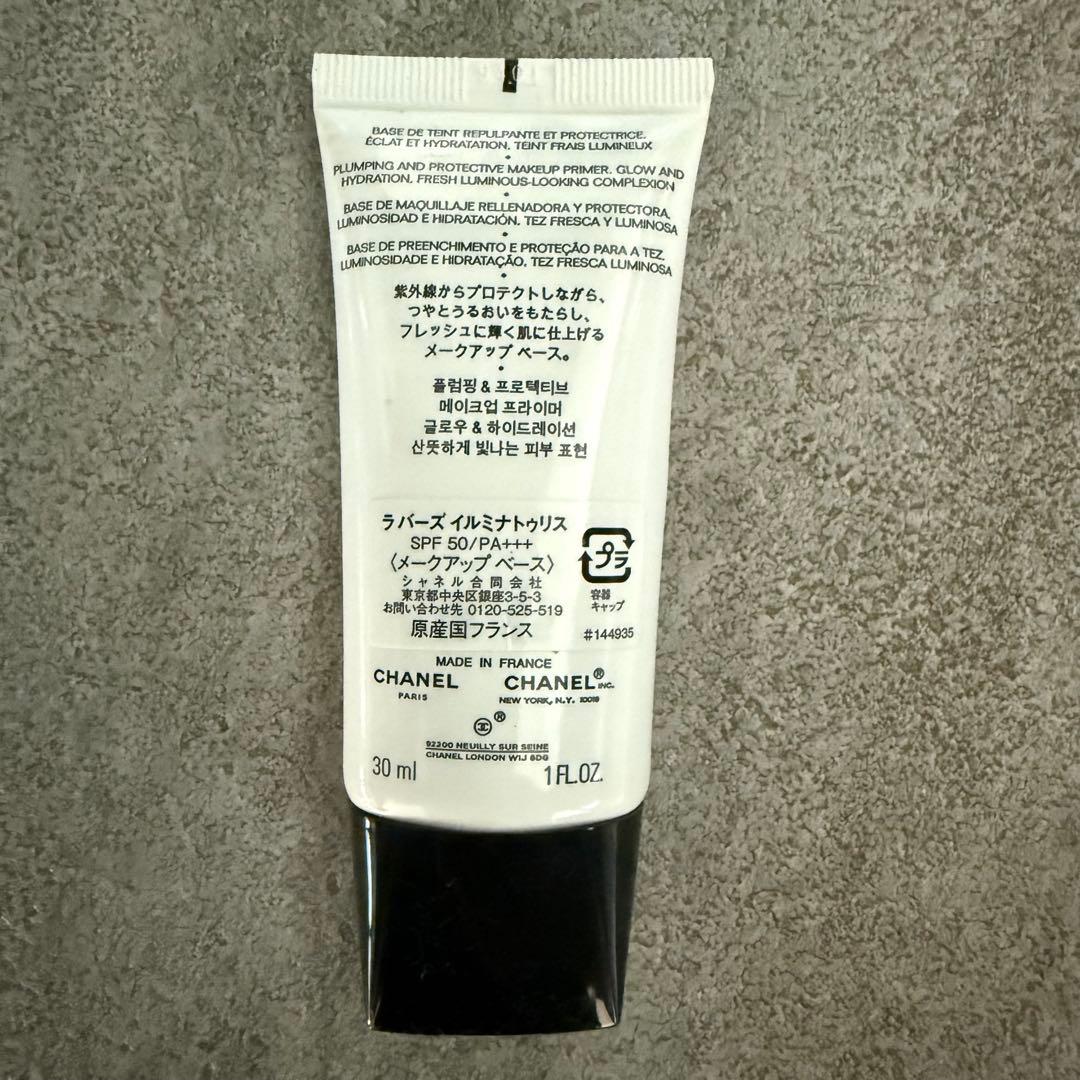 BASE DE TEINT REPULPANTE ET PROTECTRICE.
ÉCLAT ET HYDRATATION. TEINT FRAIS LUMINEUX
PLUMPING AND PROTECTIVE MAKEUP PRIMER. GLOW AND
HYDRATION. FRESH LUMINOUS-LOOKING COMPLEXION
BASE DE MAQUILLAJE RELLENADORA Y PROTECTORA.
LUMINOSIDAD E HIDRATACIÓN. TEZ FRESCA Y LUMINOSA
BASE DE PREENCHIMENTO E PROTEÇÃO PARA A TEZ.
LUMINOSIDADE E HIDRATAÇÃO. TEZ FRESCA LUMINOSA
紫外線からプロテクトしながら、
つやとうるおいをもたらし、
フレッシュに輝く肌に仕上げる
メークアップ ベース。
플럼핑 & 프로텍티브
메이크업 프라이머
글로우 & 하이드레이션
산뜻하게 빛나는 피부 표현
ラ バーズ イルミナトゥリス
SPF 50/PA+++
〈メークアップ ベース〉
シャネル合同会社
東京都中央区銀座3-5-3
お問い合わせ先 0120-525-519
原産国フランス
プラ
容器
キャップ
#144935
MADE IN FRANCE
CHANEL
PARIS
CHANEL® INC.
NEW YORK, N.Y. 10019
®
92200 NEUILLY SUR SEINE
CHANEL LONDON W1J 8DG
30 ml
1 FL.OZ.